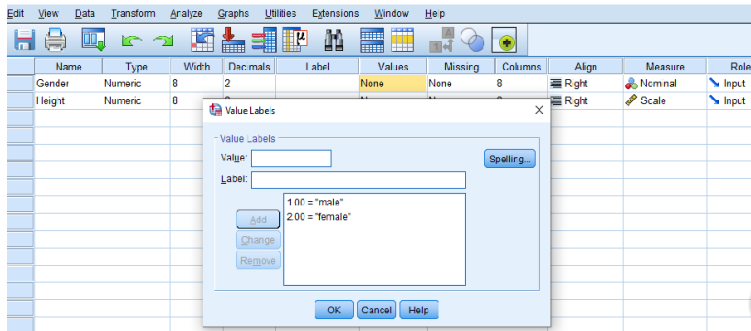 Edit View Data Transform Analyze Graphs Utilities Extensions Window Help
Name Type Width Decimals Label Values Missing Columns Align Measure Role
Gender Numeric 8 2 None None 8 Right Nominal Input
Height Numeric 8 Right Scale Input
Value Labels
Value Labels
Value:
Spelling...
Label:
1.00 = "male"
2.00 = "female"
Add
Change
Remove
OK Cancel Help